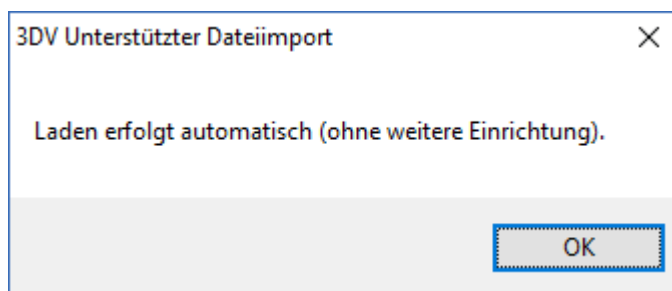 3DV Unterstützter Dateiimport
Laden erfolgt automatisch (ohne weitere Einrichtung).
OK